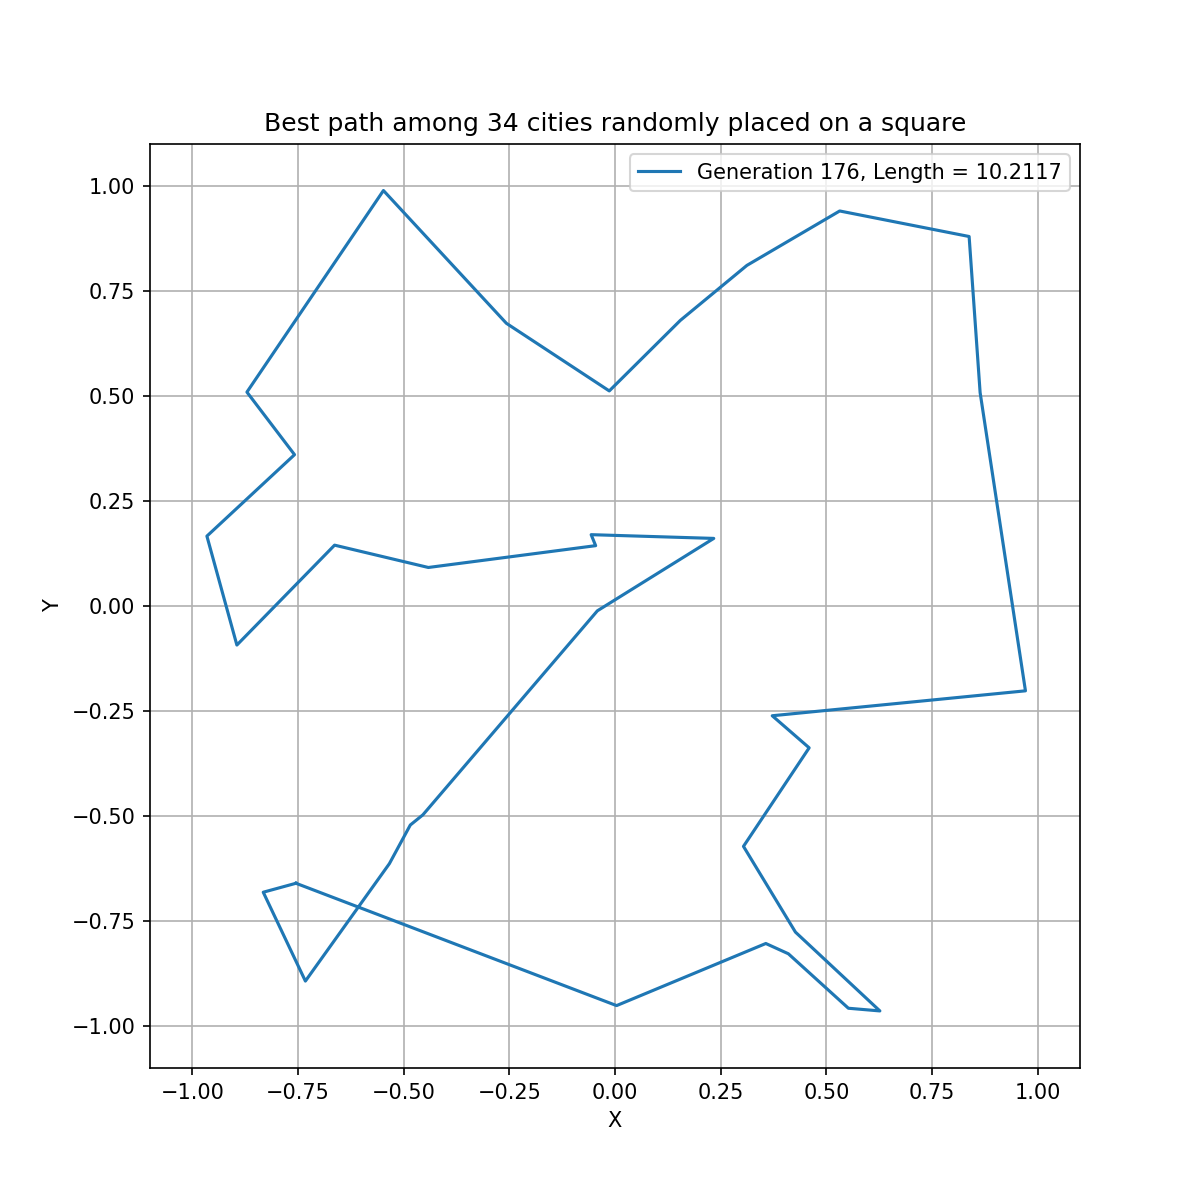 Best path among 34 cities randomly placed on a square
Generation 176, Length = 10.2117
1.00
0.75
0.50
0.25
0.00
−0.25
−0.50
−0.75
−1.00
Y
−1.00 −0.75 −0.50 −0.25 0.00 0.25 0.50 0.75 1.00
X